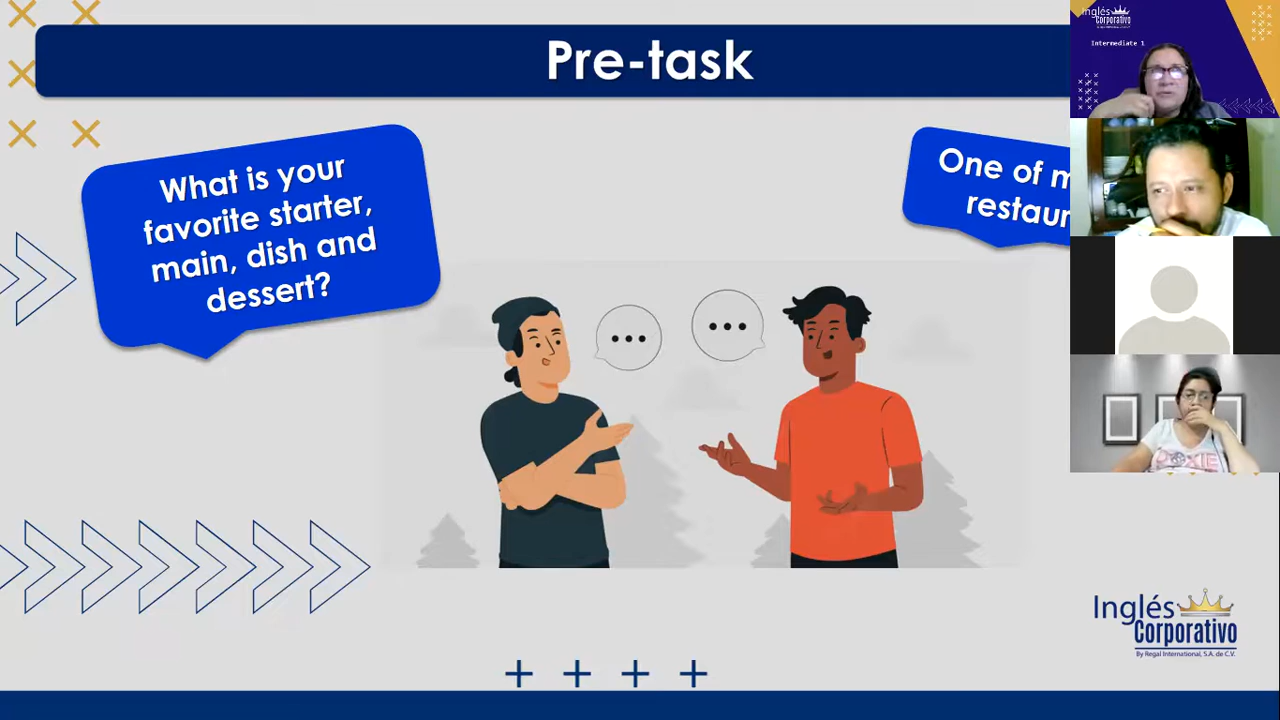 Pre-task
What is your
favorite starter,
main, dish and
dessert?
One of
restaur
Inglés
Corporativo
Intermediate 1
Inglés
Corporativo
By Regal International, S.A. de C.V.